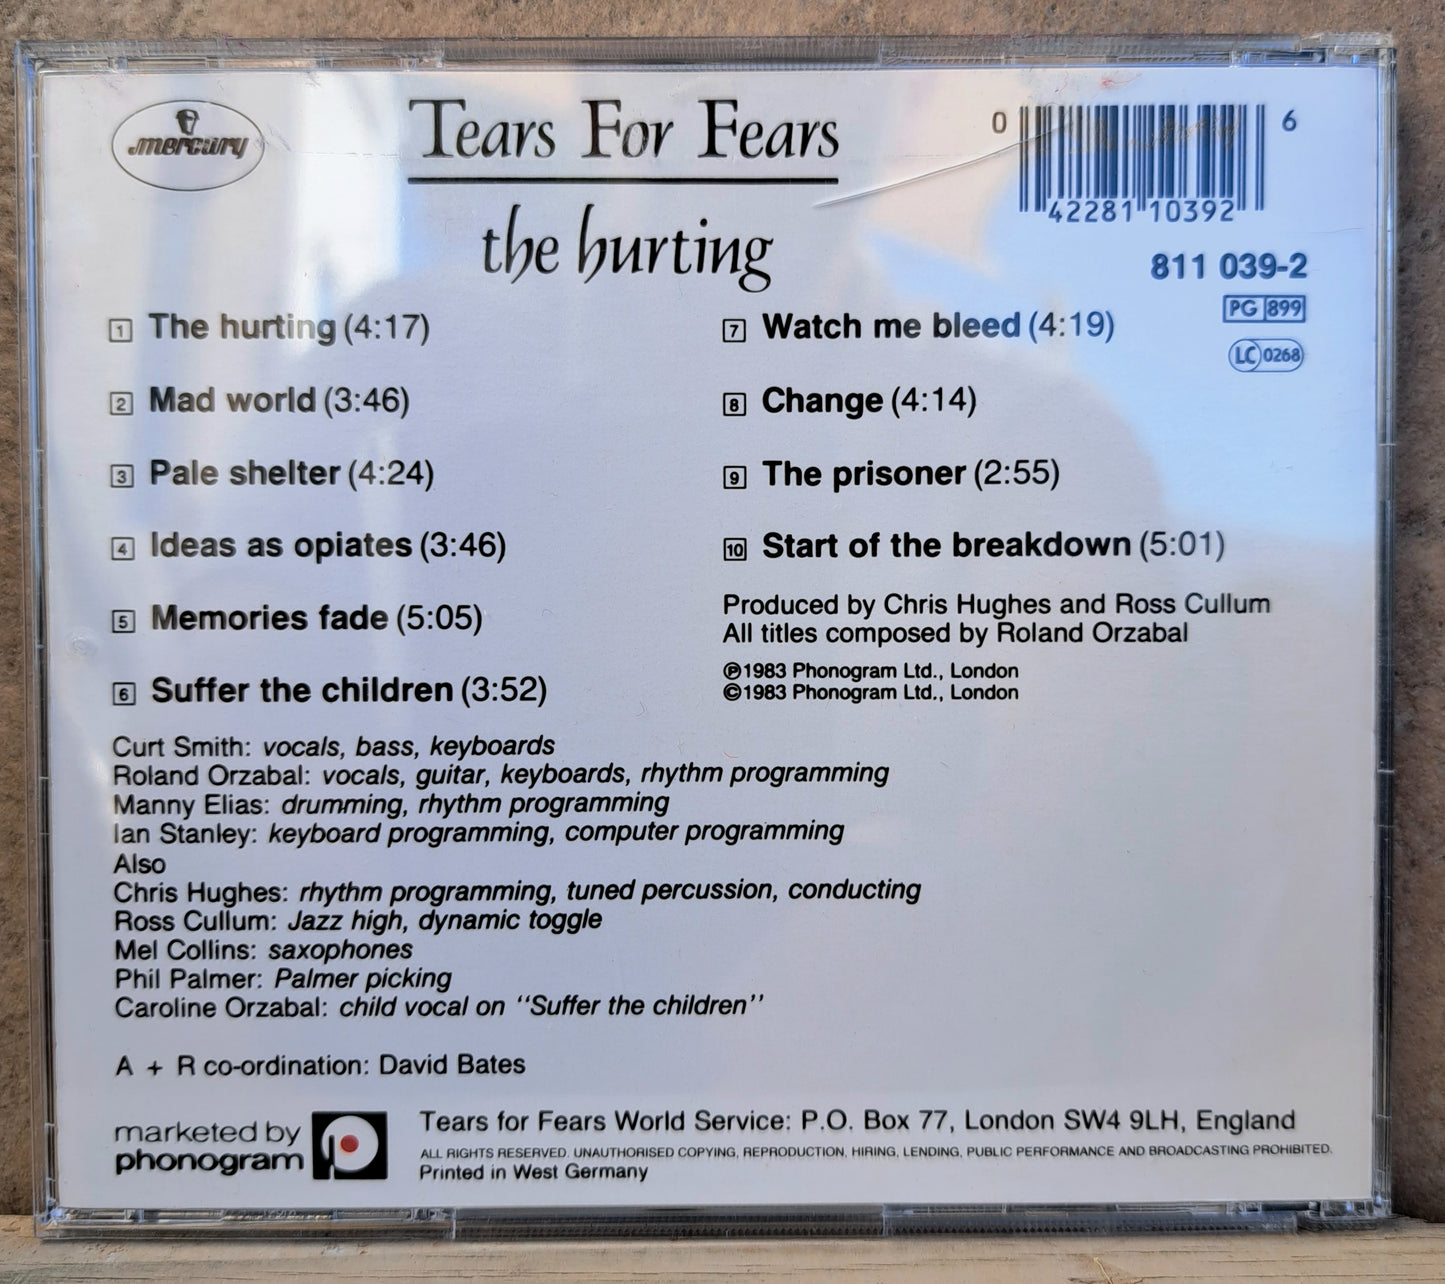 mercury
Tears For Fears
the hurting
0 42281 10392 6
811 039-2
PG 899
LC 0268
1 The hurting (4:17)
2 Mad world (3:46)
3 Pale shelter (4:24)
4 Ideas as opiates (3:46)
5 Memories fade (5:05)
6 Suffer the children (3:52)
7 Watch me bleed (4:19)
8 Change (4:14)
9 The prisoner (2:55)
10 Start of the breakdown (5:01)
Produced by Chris Hughes and Ross Cullum
All titles composed by Roland Orzabal
℗1983 Phonogram Ltd., London
©1983 Phonogram Ltd., London
Curt Smith: vocals, bass, keyboards
Roland Orzabal: vocals, guitar, keyboards, rhythm programming
Manny Elias: drumming, rhythm programming
Ian Stanley: keyboard programming, computer programming
Also
Chris Hughes: rhythm programming, tuned percussion, conducting
Ross Cullum: Jazz high, dynamic toggle
Mel Collins: saxophones
Phil Palmer: Palmer picking
Caroline Orzabal: child vocal on ''Suffer the children''
A + R co-ordination: David Bates
marketed by
phonogram
Tears for Fears World Service: P.O. Box 77, London SW4 9LH, England
ALL RIGHTS RESERVED. UNAUTHORISED COPYING, REPRODUCTION, HIRING, LENDING, PUBLIC PERFORMANCE AND BROADCASTING PROHIBITED.
Printed in West Germany